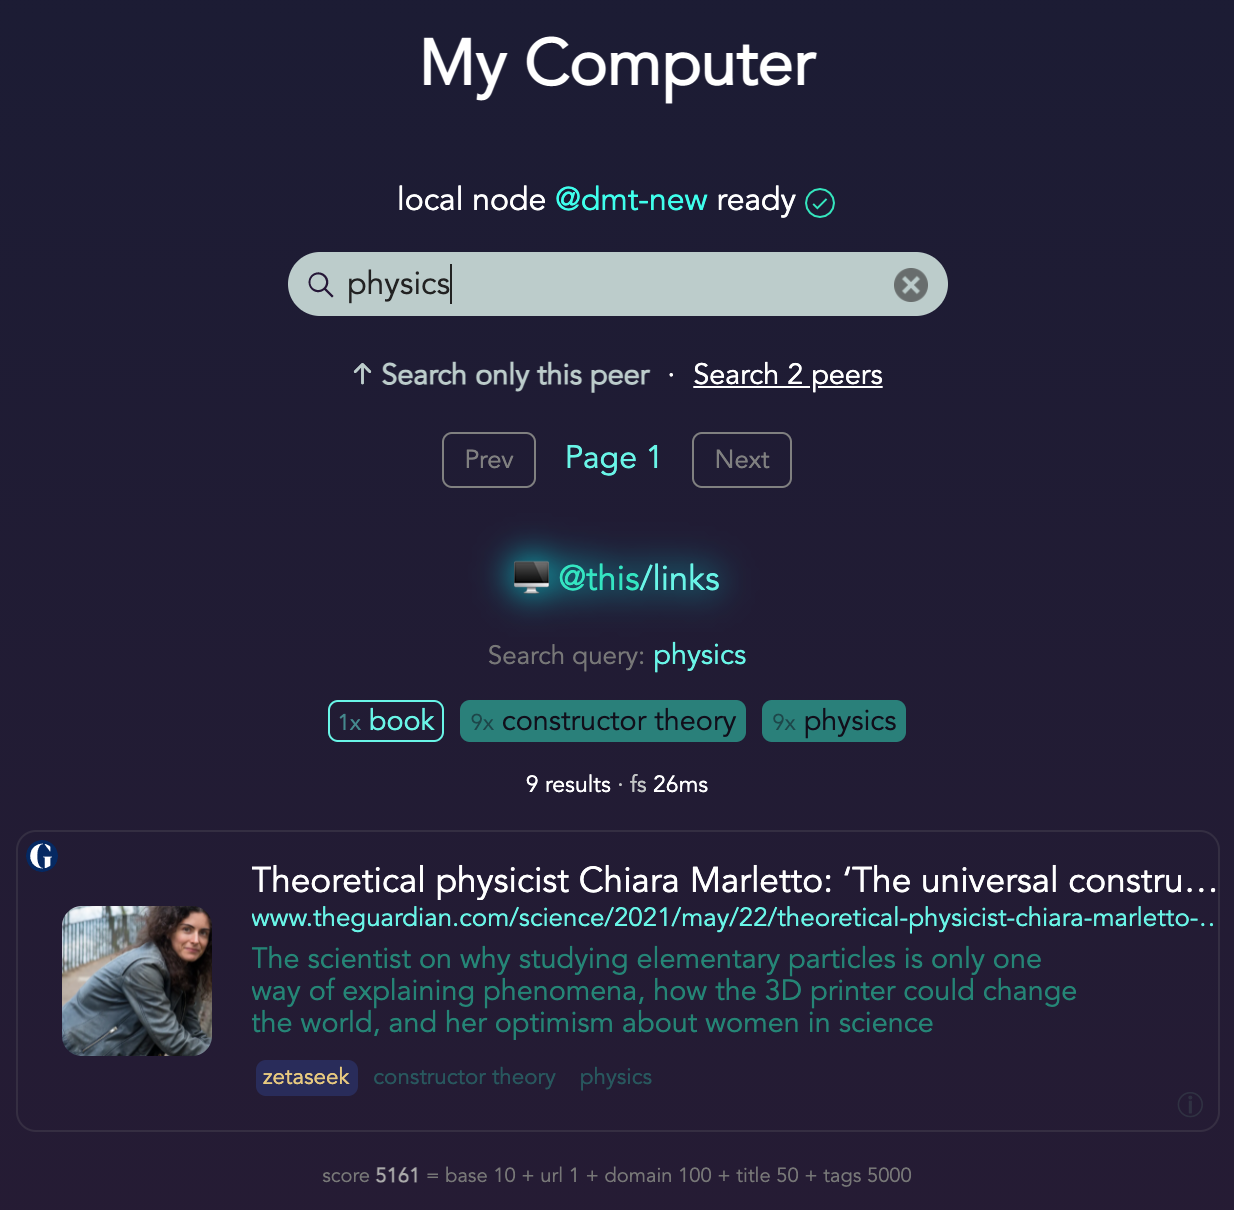 My Computer
local node @dmt-new ready
physics
↑ Search only this peer · Search 2 peers
Prev Page 1 Next
@this/links
Search query: physics
1x book 9x constructor theory 9x physics
9 results · fs 26ms
G
Theoretical physicist Chiara Marletto: ‘The universal constru...
www.theguardian.com/science/2021/may/22/theoretical-physicist-chiara-marletto-..
The scientist on why studying elementary particles is only one
way of explaining phenomena, how the 3D printer could change
the world, and her optimism about women in science
zetaseek constructor theory physics
score 5161 = base 10 + url 1 + domain 100 + title 50 + tags 5000